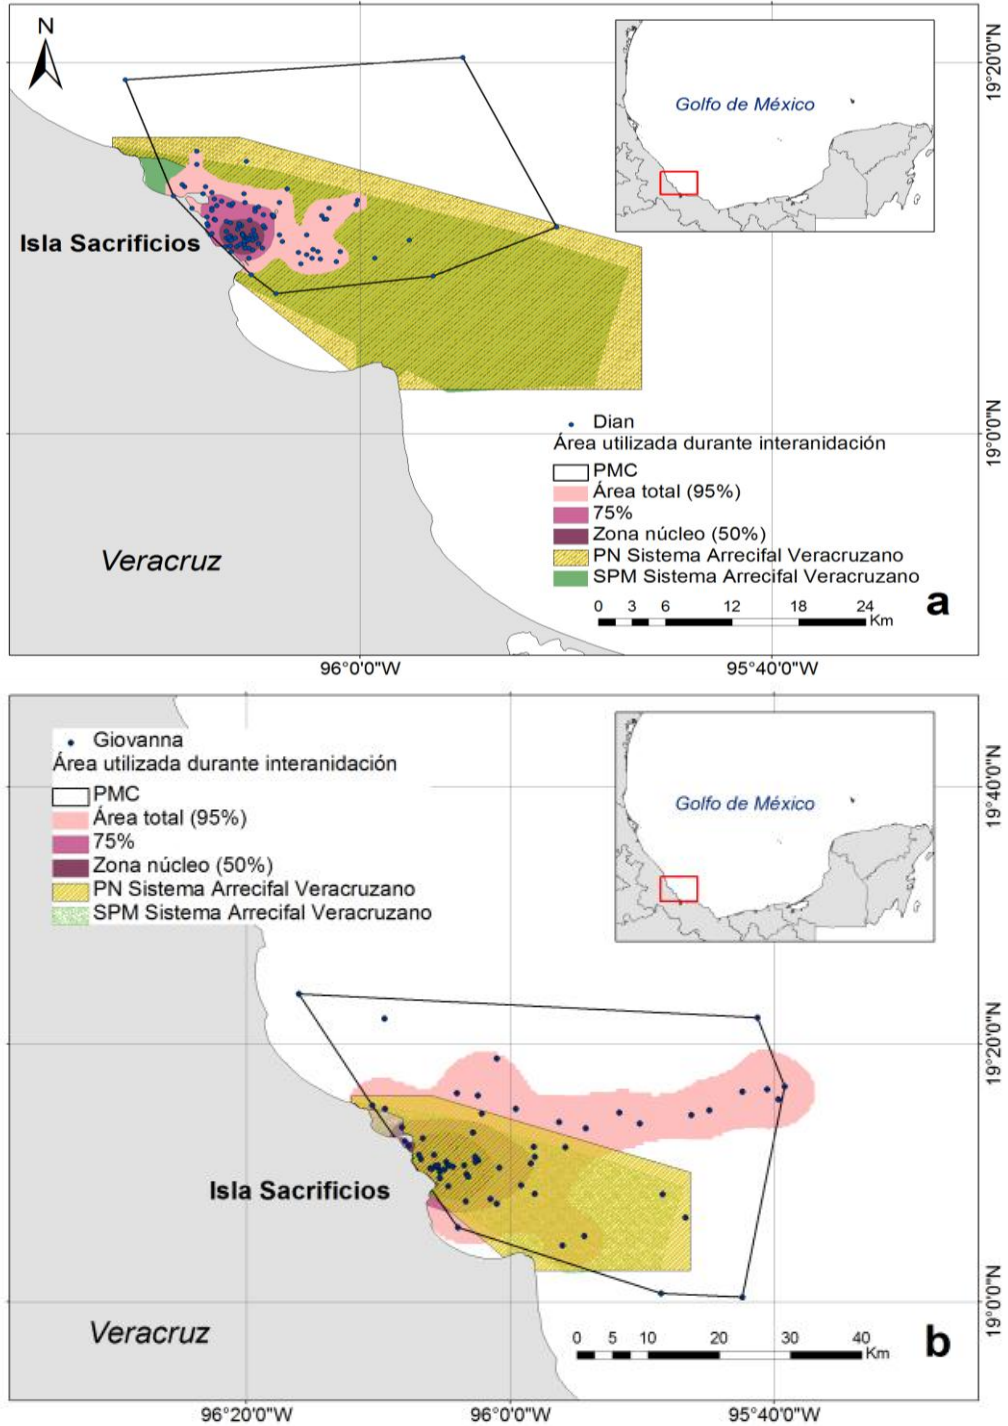 N
Golfo de México
19°20'0"N
Isla Sacrificios
Dian
Área utilizada durante interanidación
PMC
Área total (95%)
75%
Zona núcleo (50%)
PN Sistema Arrecifal Veracruzano
SPM Sistema Arrecifal Veracruzano
19°0'0"N
Veracruz
0 3 6 12 18 24
Km
a
96°0'0"W 95°40'0"W
Giovanna
Área utilizada durante interanidación
PMC
Área total (95%)
75%
Zona núcleo (50%)
PN Sistema Arrecifal Veracruzano
SPM Sistema Arrecifal Veracruzano
Golfo de México
19°40'0"N
19°20'0"N
Isla Sacrificios
19°0'0"N
Veracruz
0 5 10 20 30 40
Km
b
96°20'0"W 96°0'0"W 95°40'0"W